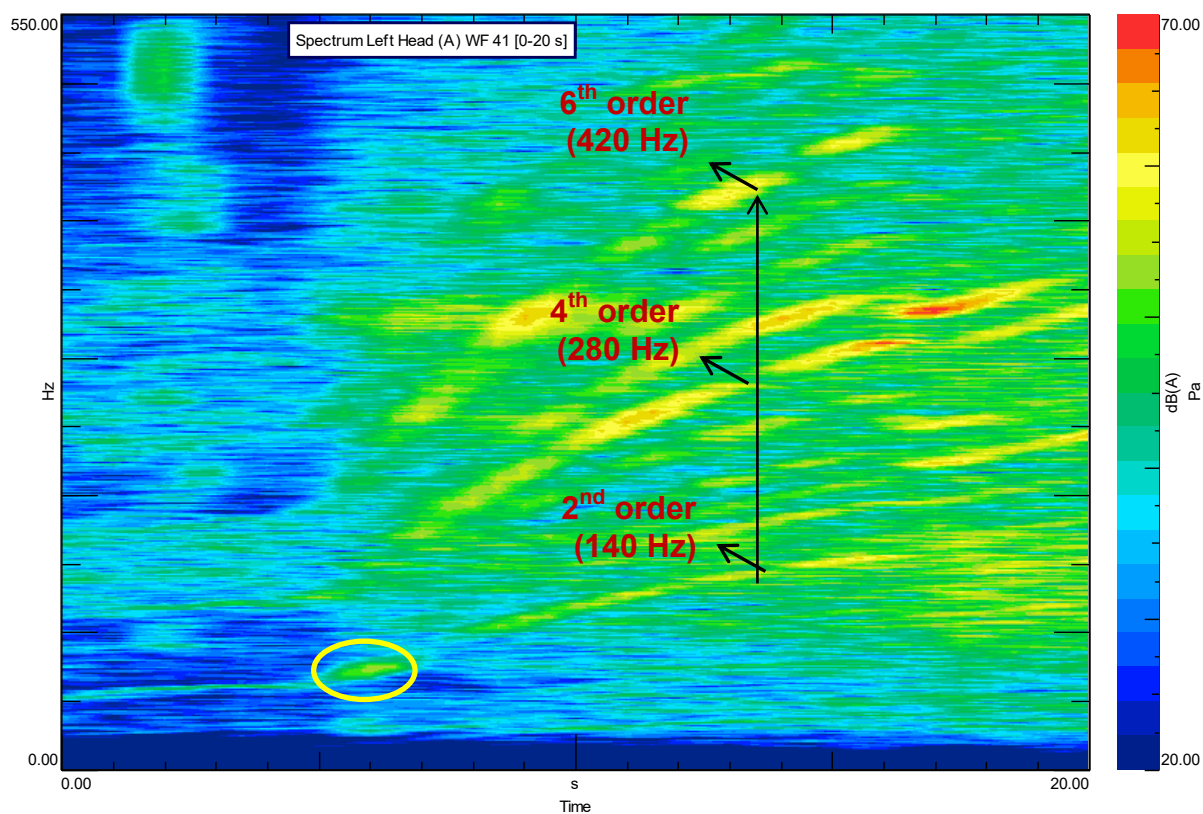 550.00
Spectrum Left Head (A) WF 41 [0-20 s]
70.00
6th order
(420 Hz)
4th order
(280 Hz)
Hz
dB(A)
Pa
2nd order
(140 Hz)
0.00
20.00
0.00
s
20.00
Time